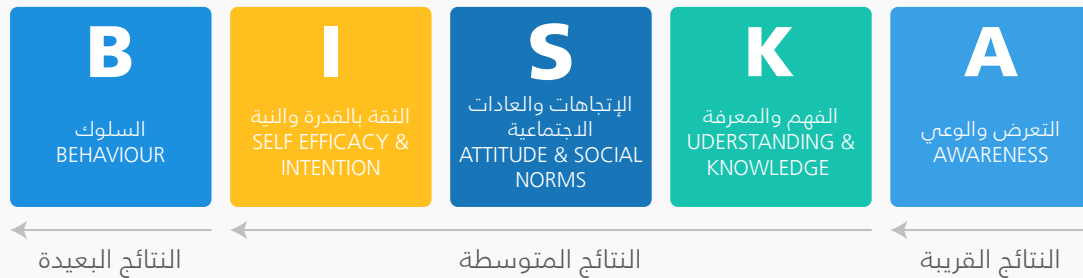 A
التعرض والوعي
AWARENESS
K
الفهم والمعرفة
UDERSTANDING &
KNOWLEDGE
S
الإتجاهات والعادات
الاجتماعية
ATTITUDE & SOCIAL
NORMS
I
الثقة بالقدرة والنية
SELF EFFICACY &
INTENTION
B
السلوك
BEHAVIOUR
النتائج القريبة
النتائج المتوسطة
النتائج البعيدة